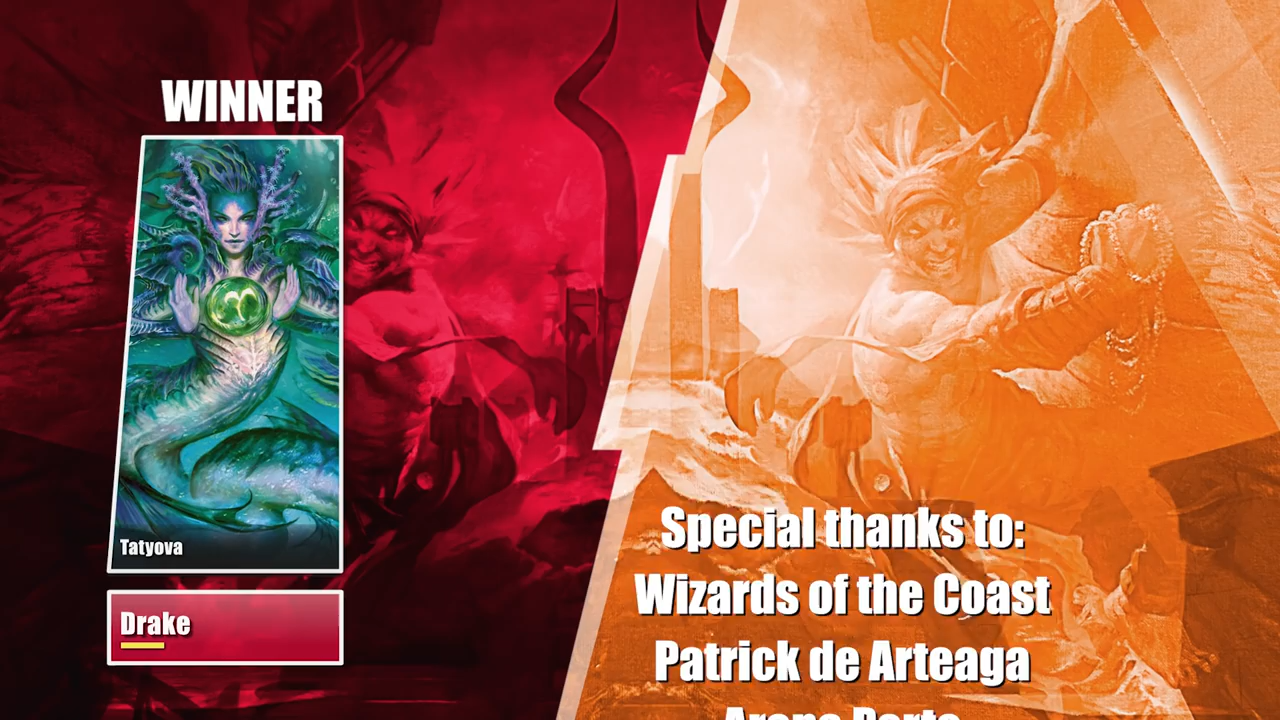 WINNER
Tatyova
Drake
Special thanks to:
Wizards of the Coast
Patrick de Arteaga